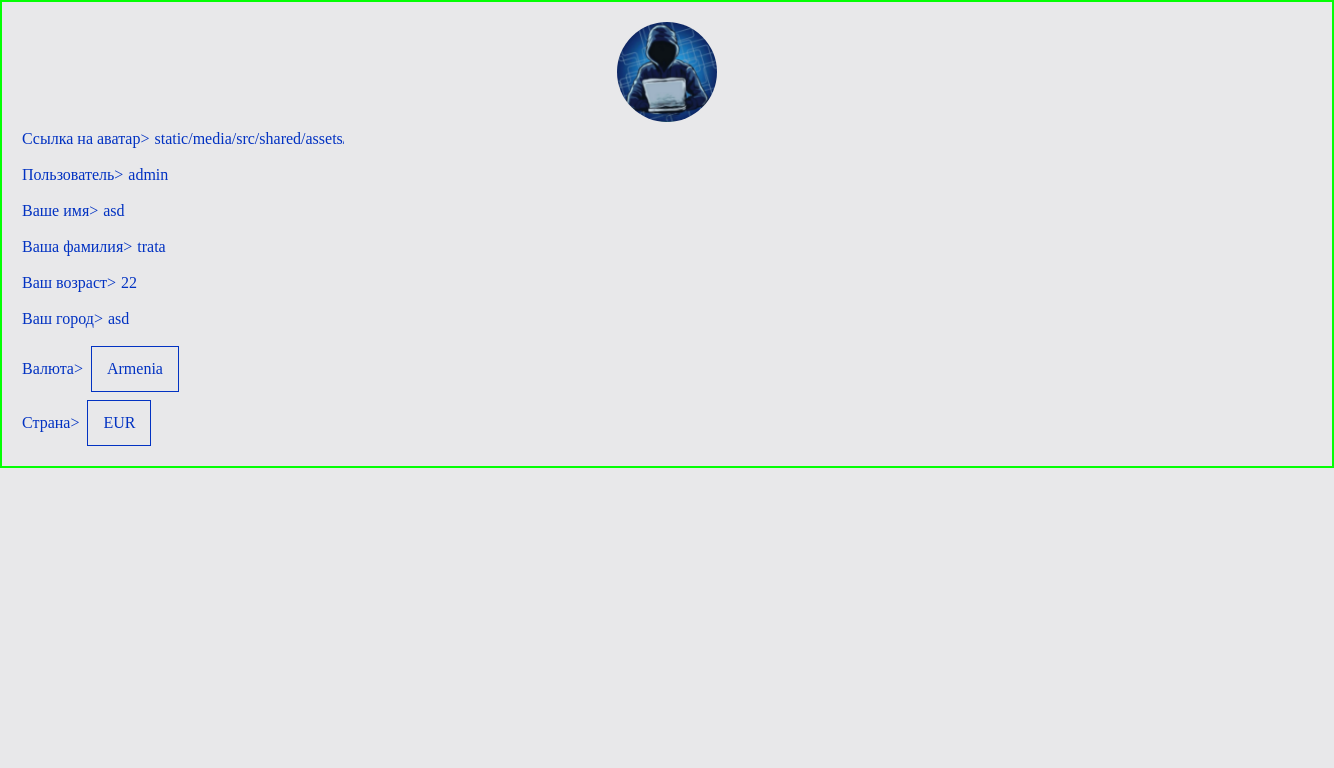 Ссылка на аватар> static/media/src/shared/assets
Пользователь> admin
Ваше имя> asd
Ваша фамилия> trata
Ваш возраст> 22
Ваш город> asd
Валюта> Armenia
Страна> EUR